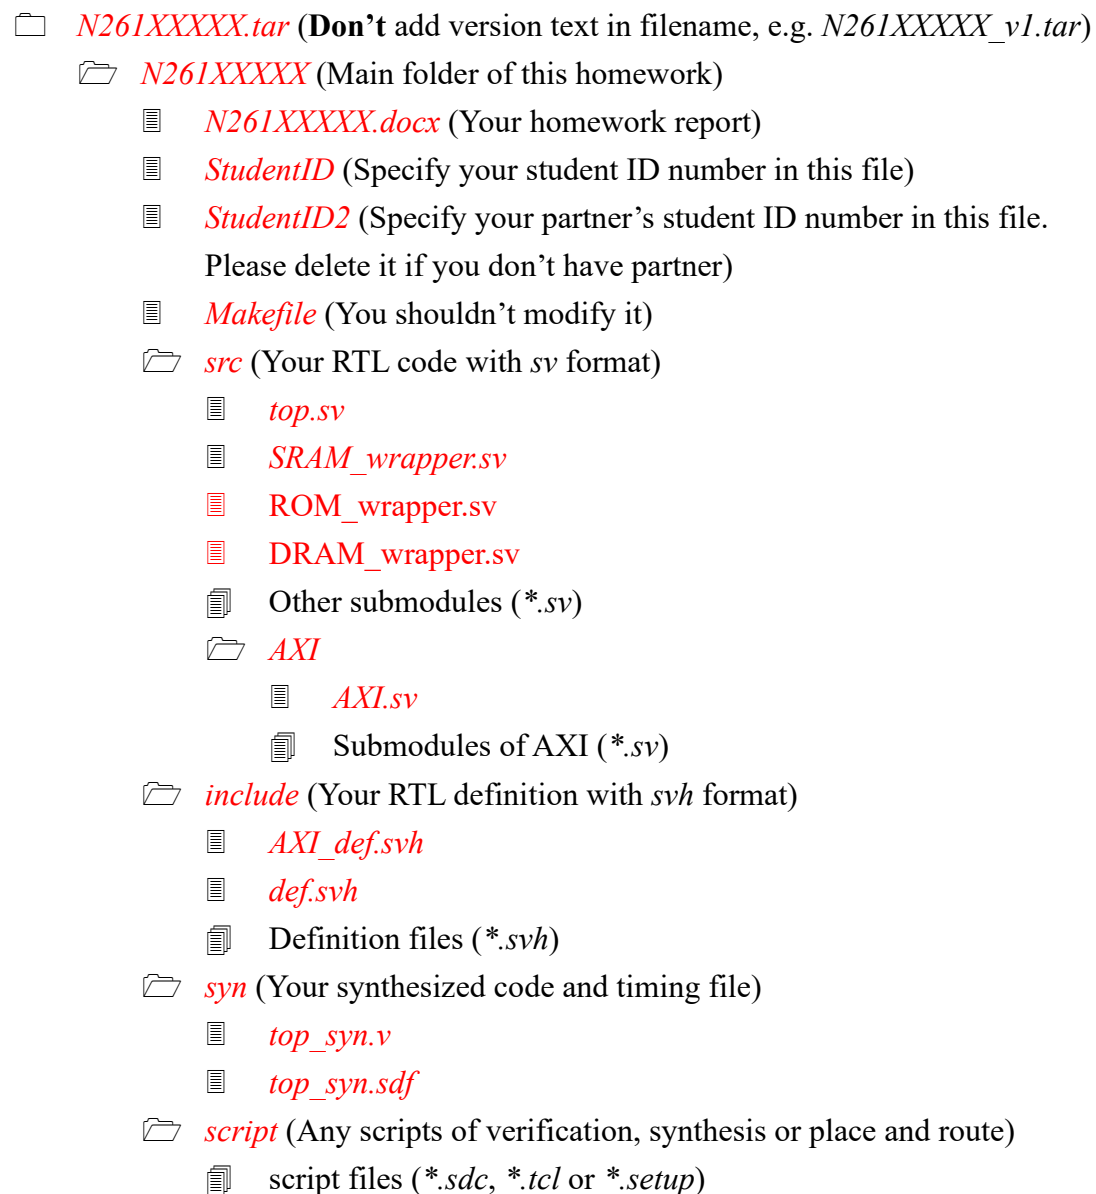 N261XXXXX.tar (Don’t add version text in filename, e.g. N261XXXXX_v1.tar)
N261XXXXX (Main folder of this homework)
N261XXXXX.docx (Your homework report)
StudentID (Specify your student ID number in this file)
StudentID2 (Specify your partner’s student ID number in this file.
Please delete it if you don’t have partner)
Makefile (You shouldn’t modify it)
src (Your RTL code with sv format)
top.sv
SRAM_wrapper.sv
ROM_wrapper.sv
DRAM_wrapper.sv
Other submodules (*.sv)
AXI
AXI.sv
Submodules of AXI (*.sv)
include (Your RTL definition with svh format)
AXI_def.svh
def.svh
Definition files (*.svh)
syn (Your synthesized code and timing file)
top_syn.v
top_syn.sdf
script (Any scripts of verification, synthesis or place and route)
script files (*.sdc, *.tcl or *.setup)